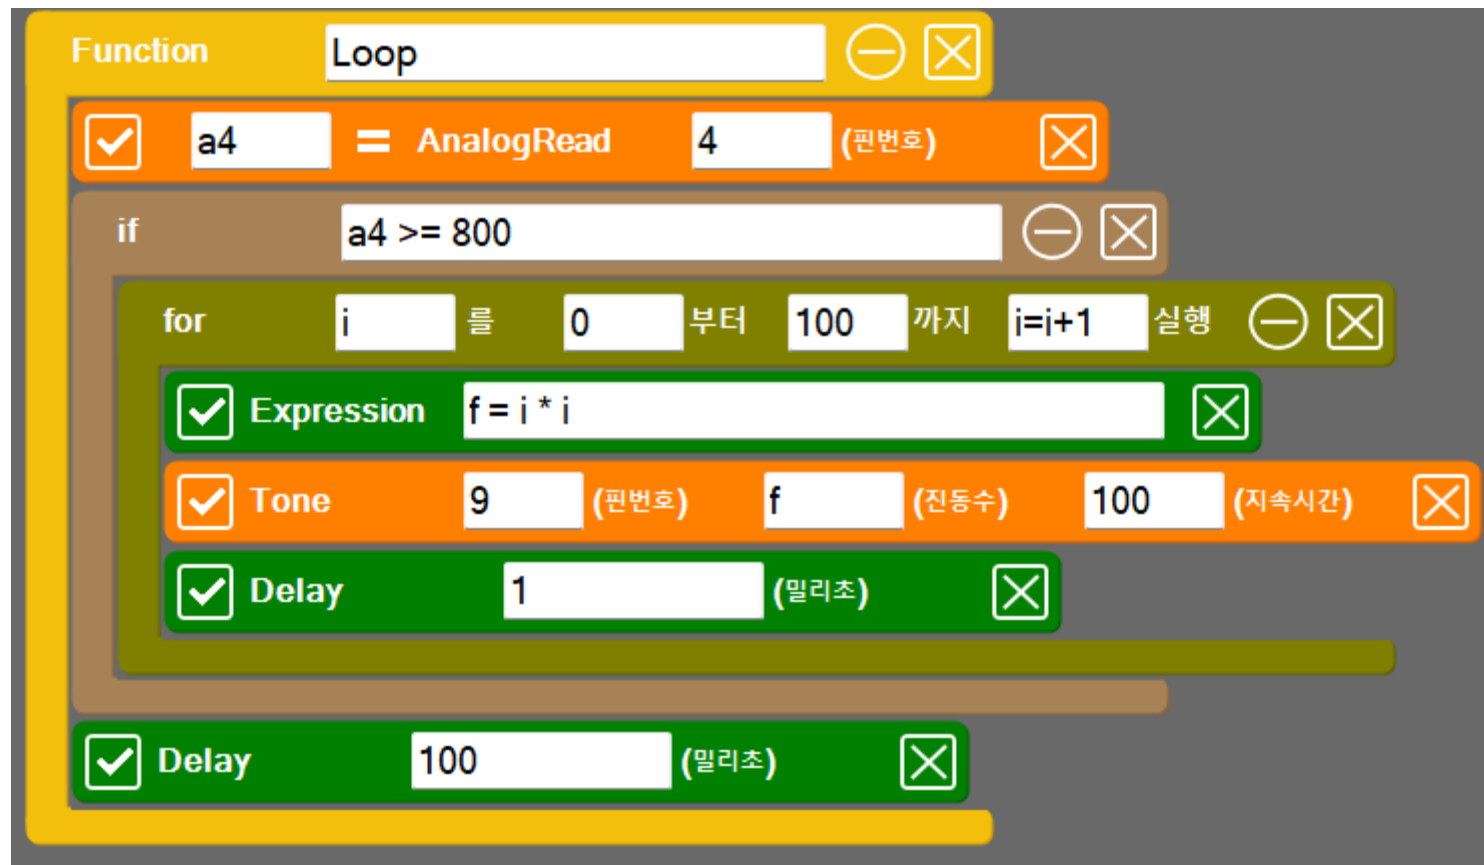 Function Loop
a4 = AnalogRead 4 (핀번호)
if a4 >= 800
for i 를 0 부터 100 까지 i=i+1 실행
Expression f = i * i
Tone 9 (핀번호) f (진동수) 100 (지속시간)
Delay 1 (밀리초)
Delay 100 (밀리초)